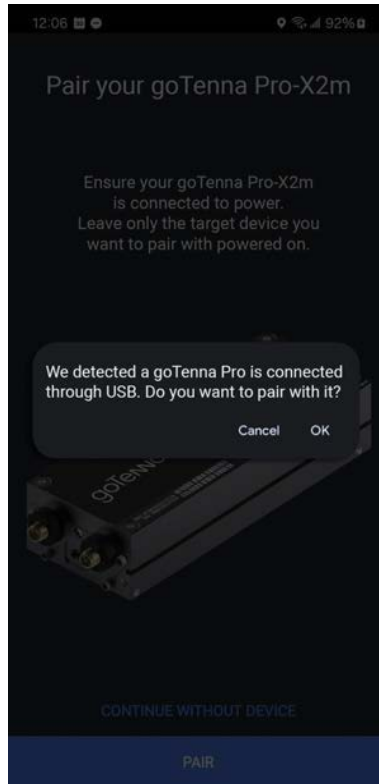 12:06
92%
Pair your goTenna Pro-X2m
Ensure your goTenna Pro-X2m
is connected to power.
Leave only the target device you
want to pair with powered on.
We detected a goTenna Pro is connected
through USB. Do you want to pair with it?
Cancel OK
goTenna
CONTINUE WITHOUT DEVICE
PAIR